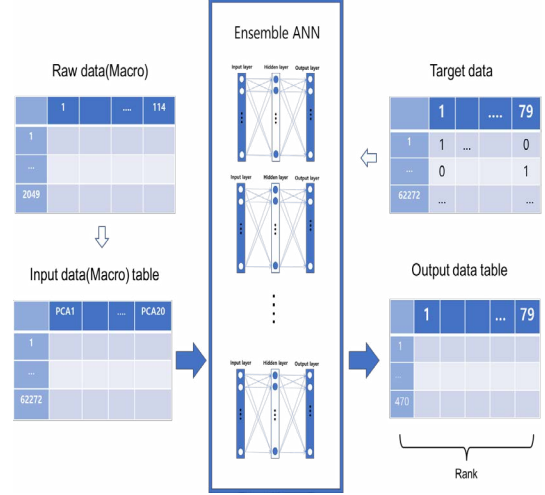 Ensemble ANN
Raw data(Macro)
1 .... 114
1
...
2049
Input data(Macro) table
PCA1 .... PCA20
1
...
62272
Input layer Hidden layer Output layer
Input layer Hidden layer Output layer
Input layer Hidden layer Output layer
Target data
1 .... 79
1 1 ... 0
... 0 1
62272 ... ...
Output data table
1 ... 79
1
...
470
Rank